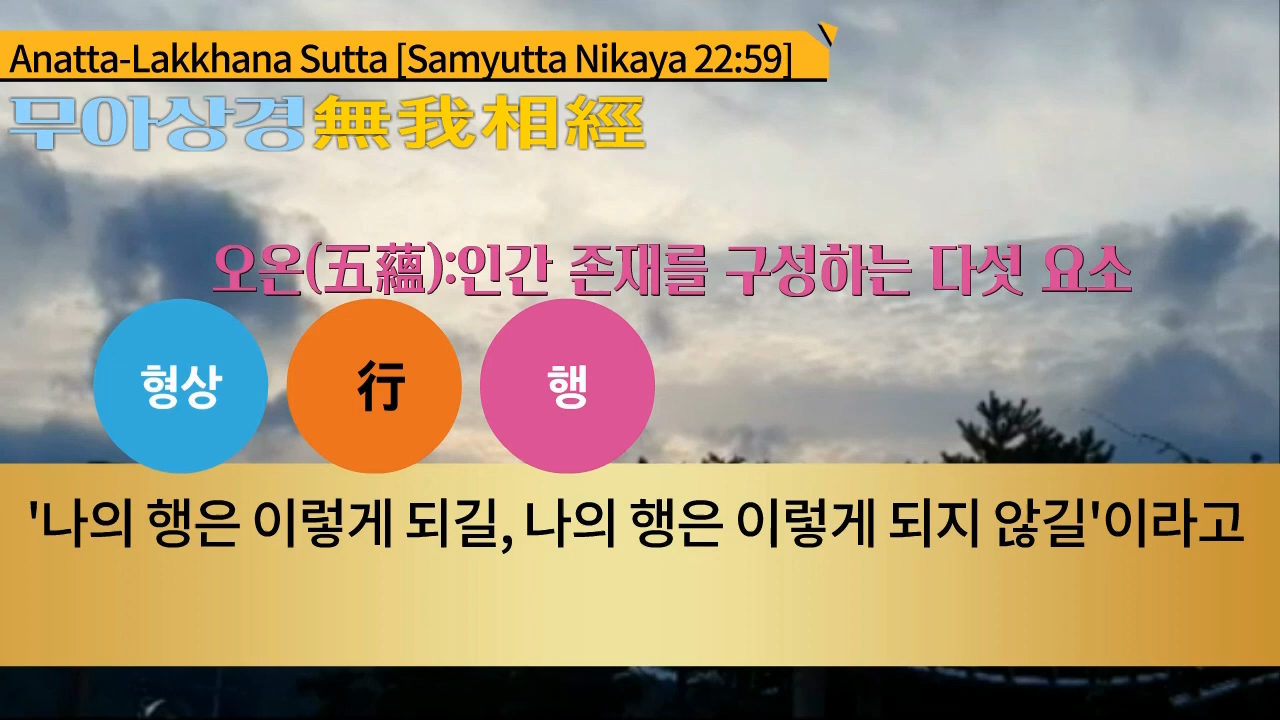 Anatta-Lakkhana Sutta [Samyutta Nikaya 22:59]
무아상경無我相經
오온(五蘊):인간 존재를 구성하는 다섯 요소
형상 行 행
'나의 행은 이렇게 되길, 나의 행은 이렇게 되지 않길'이라고